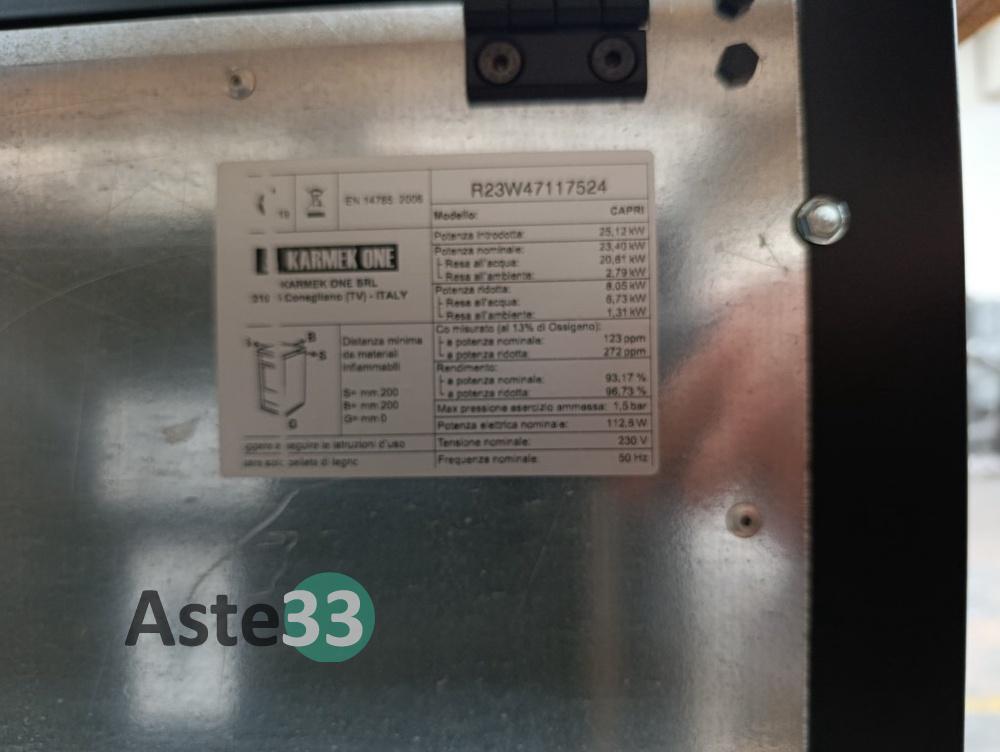 R23W47117524
EN 14785 2006
Modello: CAPRI
KARMEK ONE
KARMEK ONE SRL
Conegliano (TV) - ITALY
Potenza introdotta: 25,12 kW
Potenza nominale: 23,40 kW
Resa all'acqua: 20,61 kW
Resa all'ambiente: 2,79 kW
Potenza ridotta: 8,05 kW
Resa all'acqua: 6,73 kW
Resa all'ambiente: 1,31 kW
B
S
G
Distanza minima
da materiali
infiammabili
S= mm 200
B= mm 200
G= mm 0
Co misurato (al 13% di Ossigeno):
a potenza nominale: 123 ppm
a potenza ridotta: 272 ppm
Rendimento:
a potenza nominale: 93,17 %
a potenza ridotta: 96,73 %
Max pressione esercizio ammessa: 1,5 bar
Potenza elettrica nominale: 112,8 W
seguire le istruzioni d'uso
Tensione nominale: 230 V
pellets di legno
Frequenza nominale: 50 Hz
Aste33